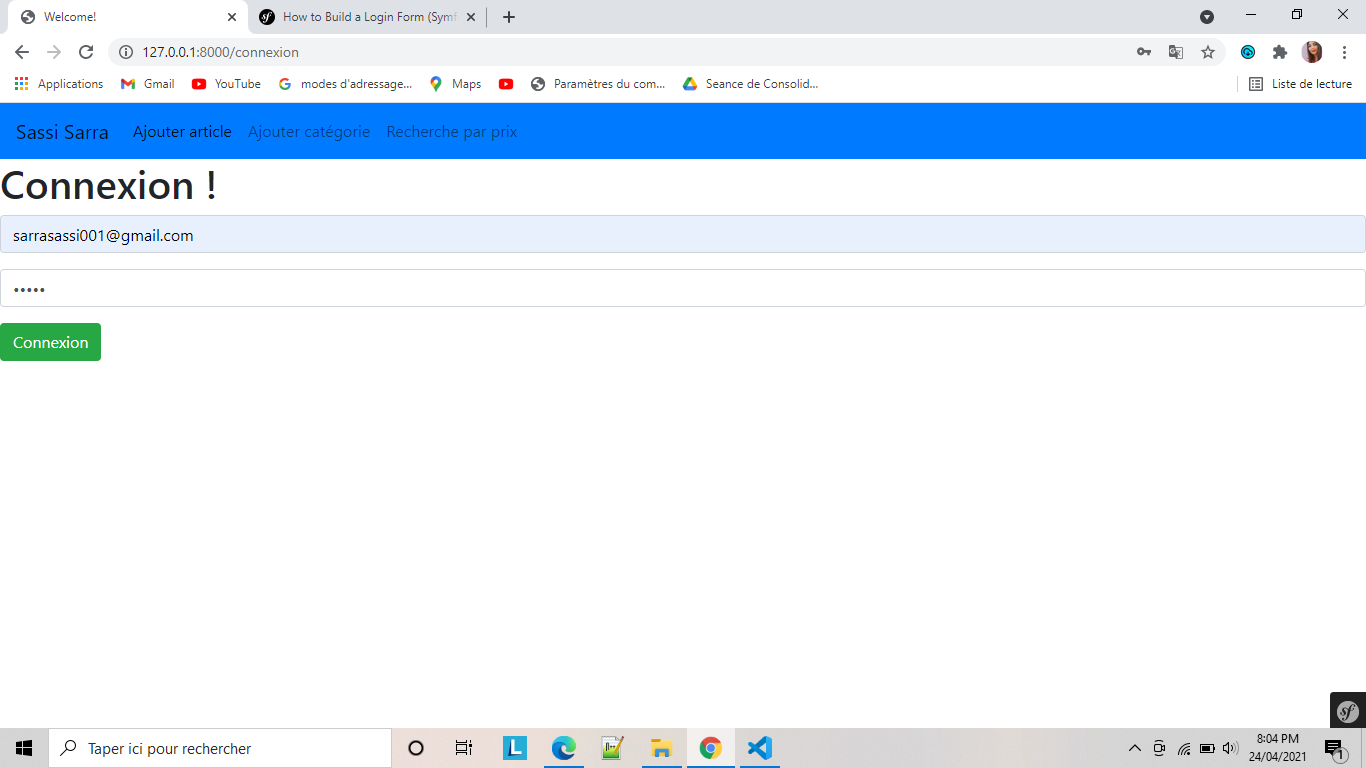 Welcome!
How to Build a Login Form (Symf
127.0.0.1:8000/connexion
Applications
Gmail
YouTube
modes d'adressage...
Maps
Paramètres du com...
Seance de Consolid...
Liste de lecture
Sassi Sarra
Ajouter article
Ajouter catégorie
Recherche par prix
Connexion !
sarrasassi001@gmail.com
•••••
Connexion
sf
Taper ici pour rechercher
L
8:04 PM
24/04/2021
1